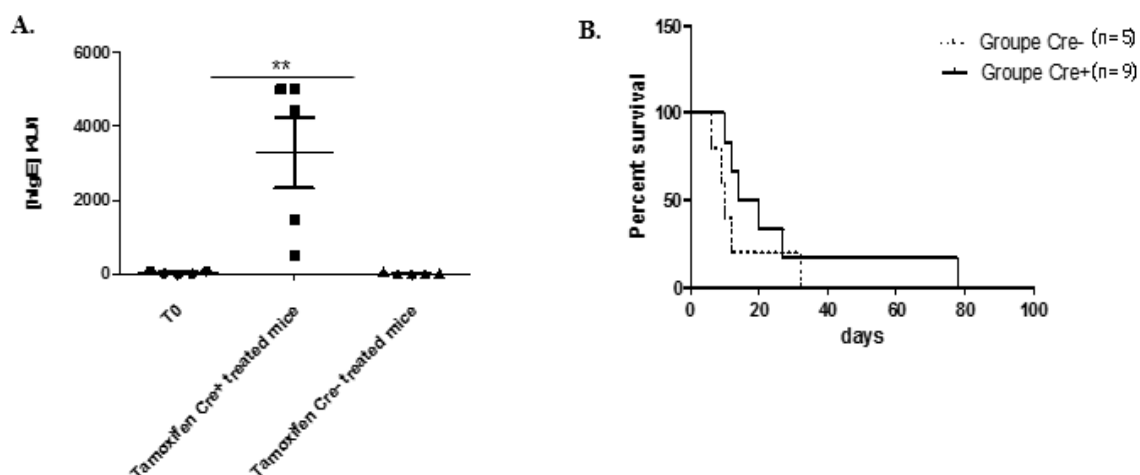 A.
6000
4000
2000
0
**
T0
Tamoxifen Cre+ treated mice
Tamoxifen Cre- treated mice
B.
Groupe Cre- (n=5)
Groupe Cre+(n=9)
Percent survival
150
100
50
0
0 20 40 60 80 100
days
[hIgE]